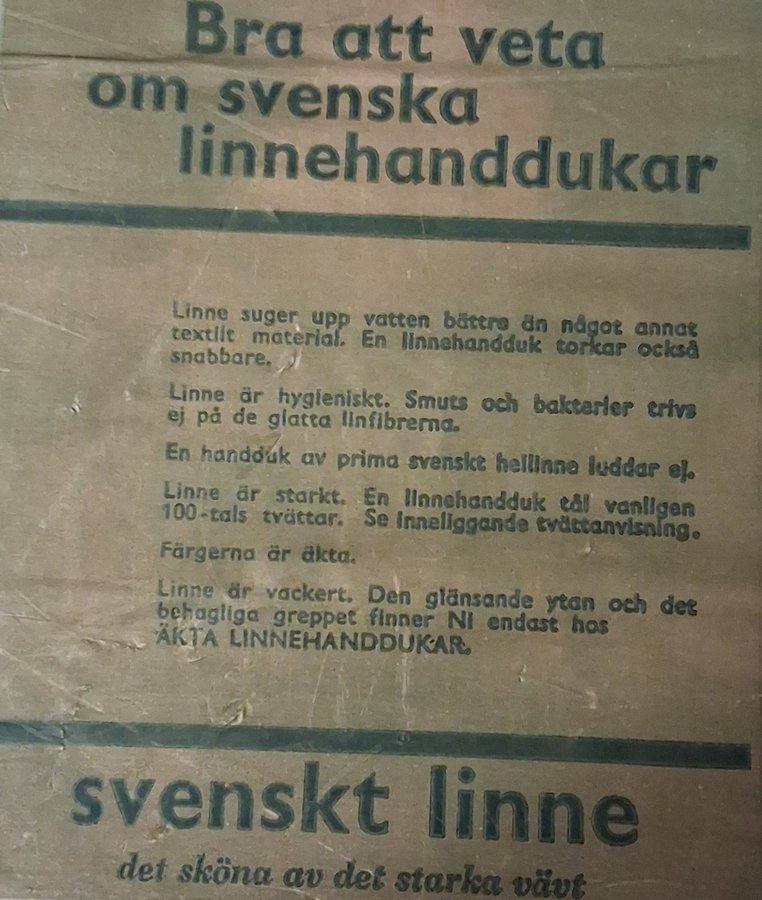 Bra att veta
om svenska
linnehanddukar
Linne suger upp vatten bättre än något annat
textilt material. En linnehandduk torkar också
snabbare.
Linne är hygieniskt. Smuts och bakterier trivs
ej på de glatta linfibrerna.
En handduk av prima svenskt hellinne luddar ej.
Linne är starkt. En linnehandduk tål vanligen
100-tals tvättar. Se inneliggande tvättanvisning.
Färgerna är äkta.
Linne är vackert. Den glänsande ytan och det
behagliga greppet finner NI endast hos
ÄKTA LINNEHANDDUKAR.
svenskt linne
det sköna av det starka vävt